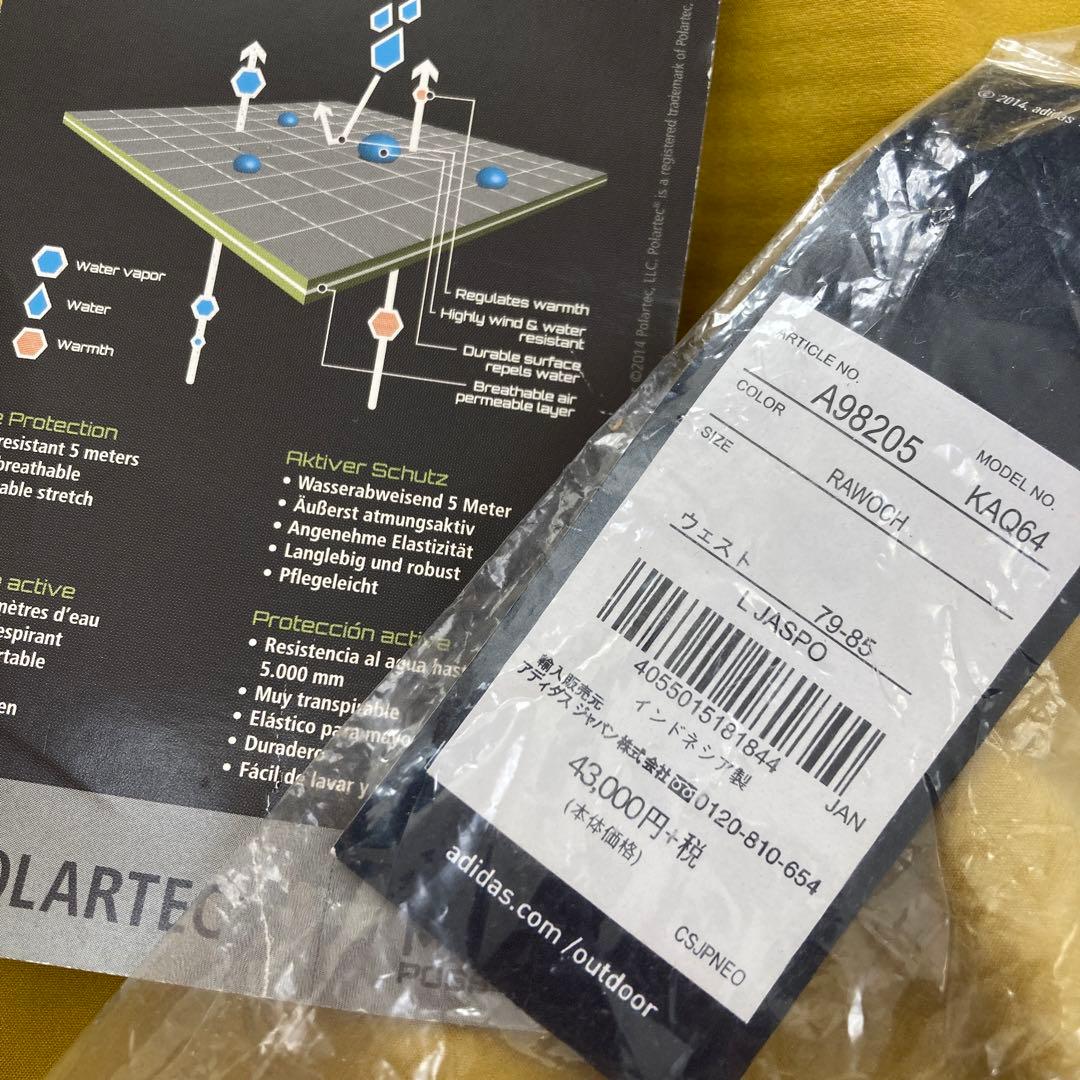 Water vapor
Water
Warmth
Regulates warmth
Highly wind & water
resistant
Durable surface
repels water
Breathable air
permeable layer
©2014 Polartec, LLC. Polartec® is a registered trademark of Polartec,
e Protection
resistant 5 meters
breathable
able stretch
Aktiver Schutz
• Wasserabweisend 5 Meter
• Äußerst atmungsaktiv
• Angenehme Elastizität
• Langlebig und robust
• Pflegeleicht
e active
mètres d'eau
espirant
rtable
en
Protección activa
• Resistencia al agua has
5.000 mm
• Muy transpirable
• Elástico para mayo
• Duradero
• Fácil de lavar y
OLARTEC
© 2014, adidas
ARTICLE NO. A98205
MODEL NO. KAQ64
COLOR RAWOCH
SIZE
ウェスト 79-85
L JASPO
4055015181844 JAN
インドネシア製
輸入販売元
アディダス ジャパン株式会社 0120-810-654
43,000円+税
(本体価格)
CSJPNEO
adidas.com/outdoor